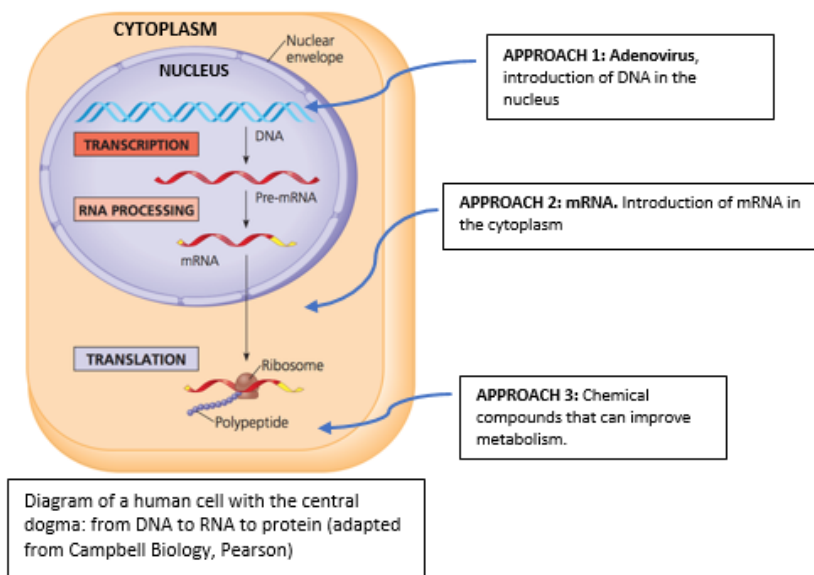 CYTOPLASM
Nuclear
envelope
NUCLEUS
DNA
TRANSCRIPTION
Pre-mRNA
RNA PROCESSING
mRNA
TRANSLATION
Ribosome
Polypeptide
APPROACH 1: Adenovirus,
introduction of DNA in the
nucleus
APPROACH 2: mRNA. Introduction of mRNA in
the cytoplasm
APPROACH 3: Chemical
compounds that can improve
metabolism.
Diagram of a human cell with the central
dogma: from DNA to RNA to protein (adapted
from Campbell Biology, Pearson)